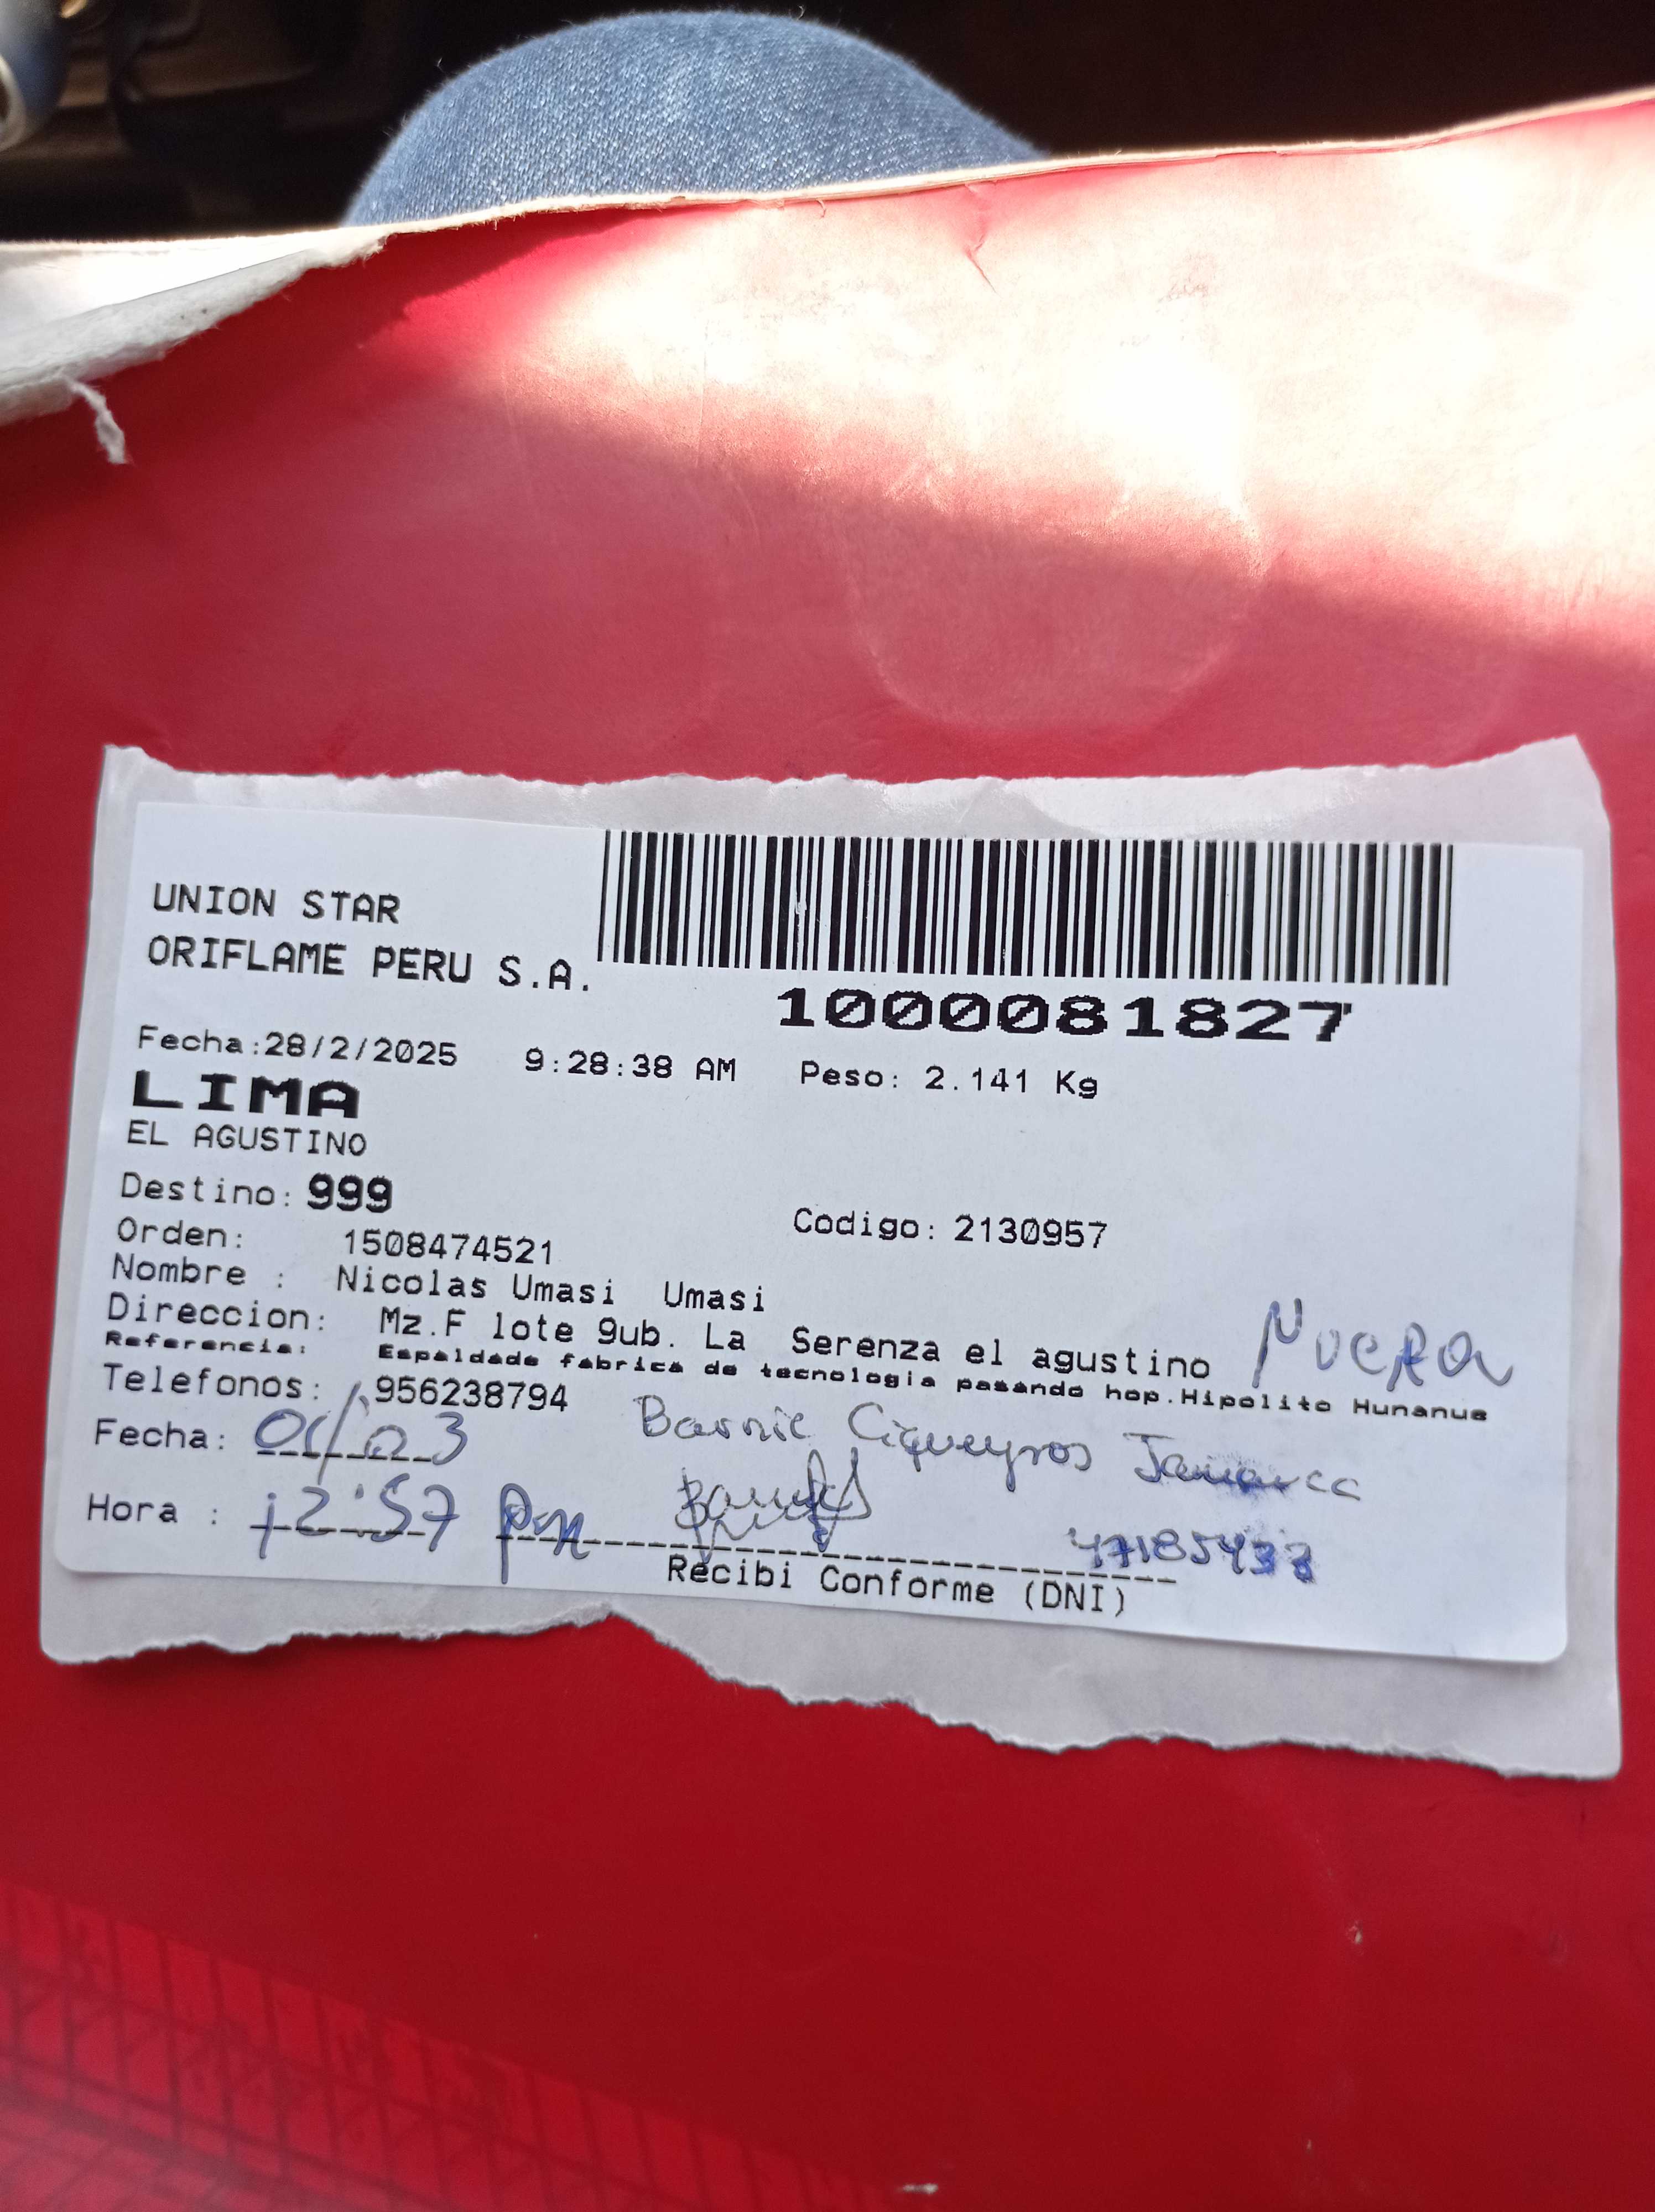 UNION STAR
ORIFLAME PERU S.A.
1000081827
Fecha:28/2/2025 9:28:38 AM Peso: 2.141 Kg
LIMA
EL AGUSTINO
Destino: 999
Orden: 1508474521 Codigo: 2130957
Nombre : Nicolas Umasi Umasi
Direccion: Mz.F lote 9ub. La Serenza el agustino Nuera
Referencia: Espaldade fabrica de tecnologia pasando hop.Hipolito Hunanue
Telefonos: 956238794
Fecha: 01/03
Hora : 12:57 pm
Recibi Conforme (DNI)